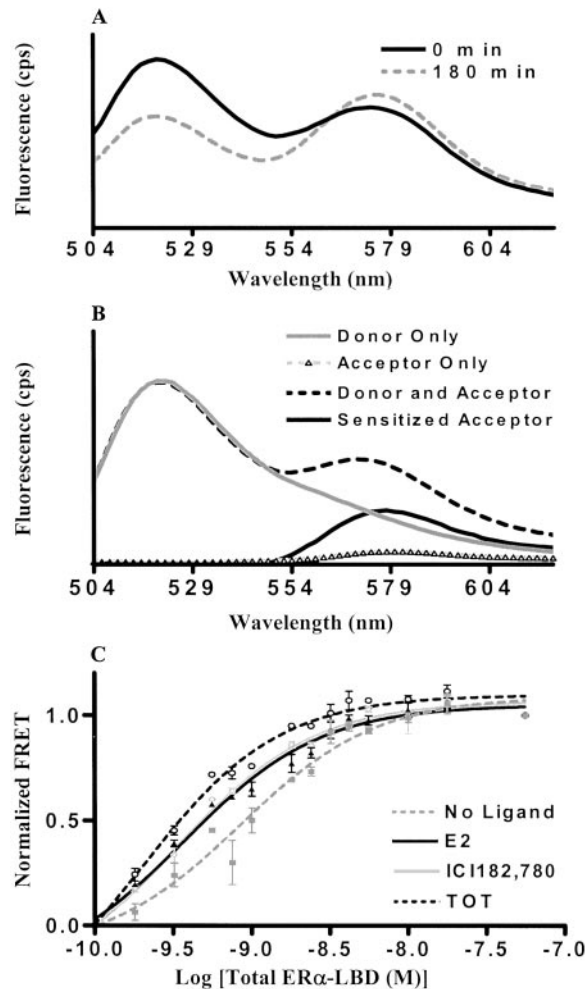 A
Fluorescence (cps)
0 min
180 min
504 529 554 579 604
Wavelength (nm)
B
Fluorescence (cps)
Donor Only
Acceptor Only
Donor and Acceptor
Sensitized Acceptor
504 529 554 579 604
Wavelength (nm)
C
Normalized FRET
1.0
0.5
0.0
No Ligand
E2
ICI182,780
TOT
-10.0 -9.5 -9.0 -8.5 -8.0 -7.5 -7.0
Log [Total ERα-LBD (M)]